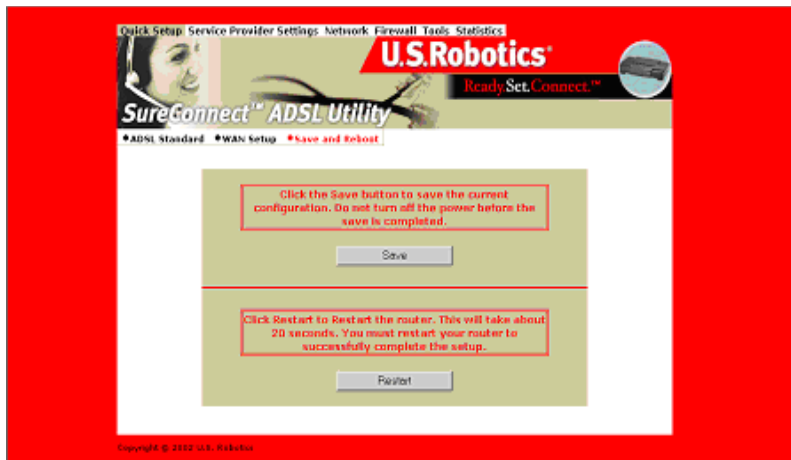 Quick Setup Service Provider Settings Network Firewall Tools Statistics
U.S.Robotics®
Ready.Set.Connect.™
SureConnect™ ADSL Utility
ADSL Standard WAN Setup Save and Reboot
Click the Save button to save the current
configuration. Do not turn off the power before the
save is completed.
Save
Click Restart to Restart the router. This will take about
20 seconds. You must restart your router to
successfully complete the setup.
Restart
Copyright © 2002 U.S. Robotics